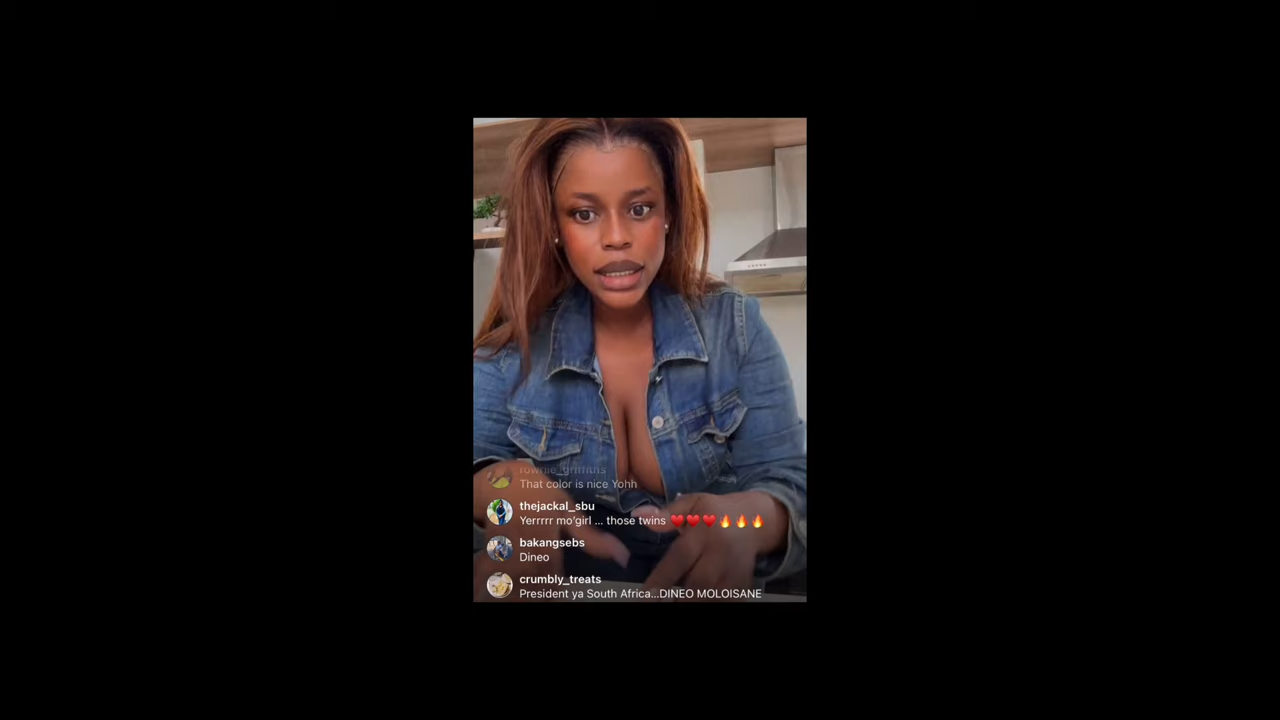 rownie_griffiths
That color is nice Yohh
thejackal_sbu
Yerrrrr mo'girl ... those twins ❤️❤️❤️🔥🔥🔥
bakangsebs
Dineo
crumbly_treats
President ya South Africa...DINEO MOLOISANE